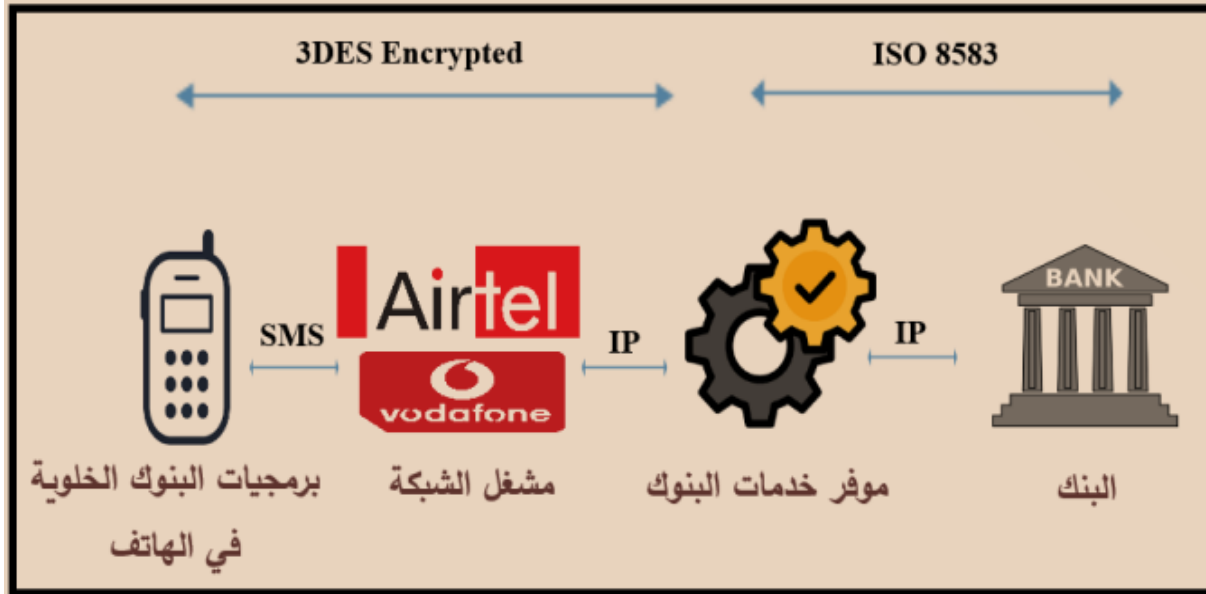 3DES Encrypted
ISO 8583
SMS
Airtel
vodafone
IP
IP
BANK
برمجيات البنوك الخلوية
في الهاتف
مشغل الشبكة
موفر خدمات البنوك
البنك